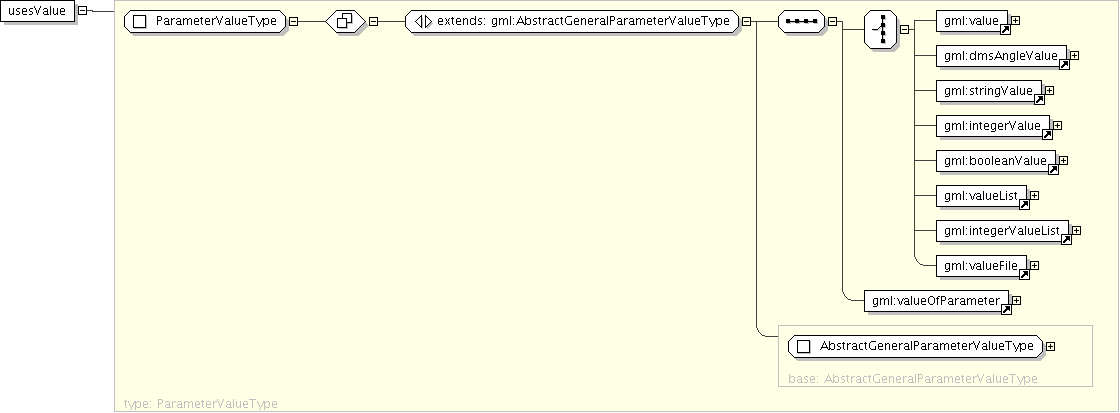 usesValue
ParameterValueType
extends: gml:AbstractGeneralParameterValueType
gml:value
gml:dmsAngleValue
gml:stringValue
gml:integerValue
gml:booleanValue
gml:valueList
gml:integerValueList
gml:valueFile
gml:valueOfParameter
AbstractGeneralParameterValueType
base: AbstractGeneralParameterValueType
type: ParameterValueType